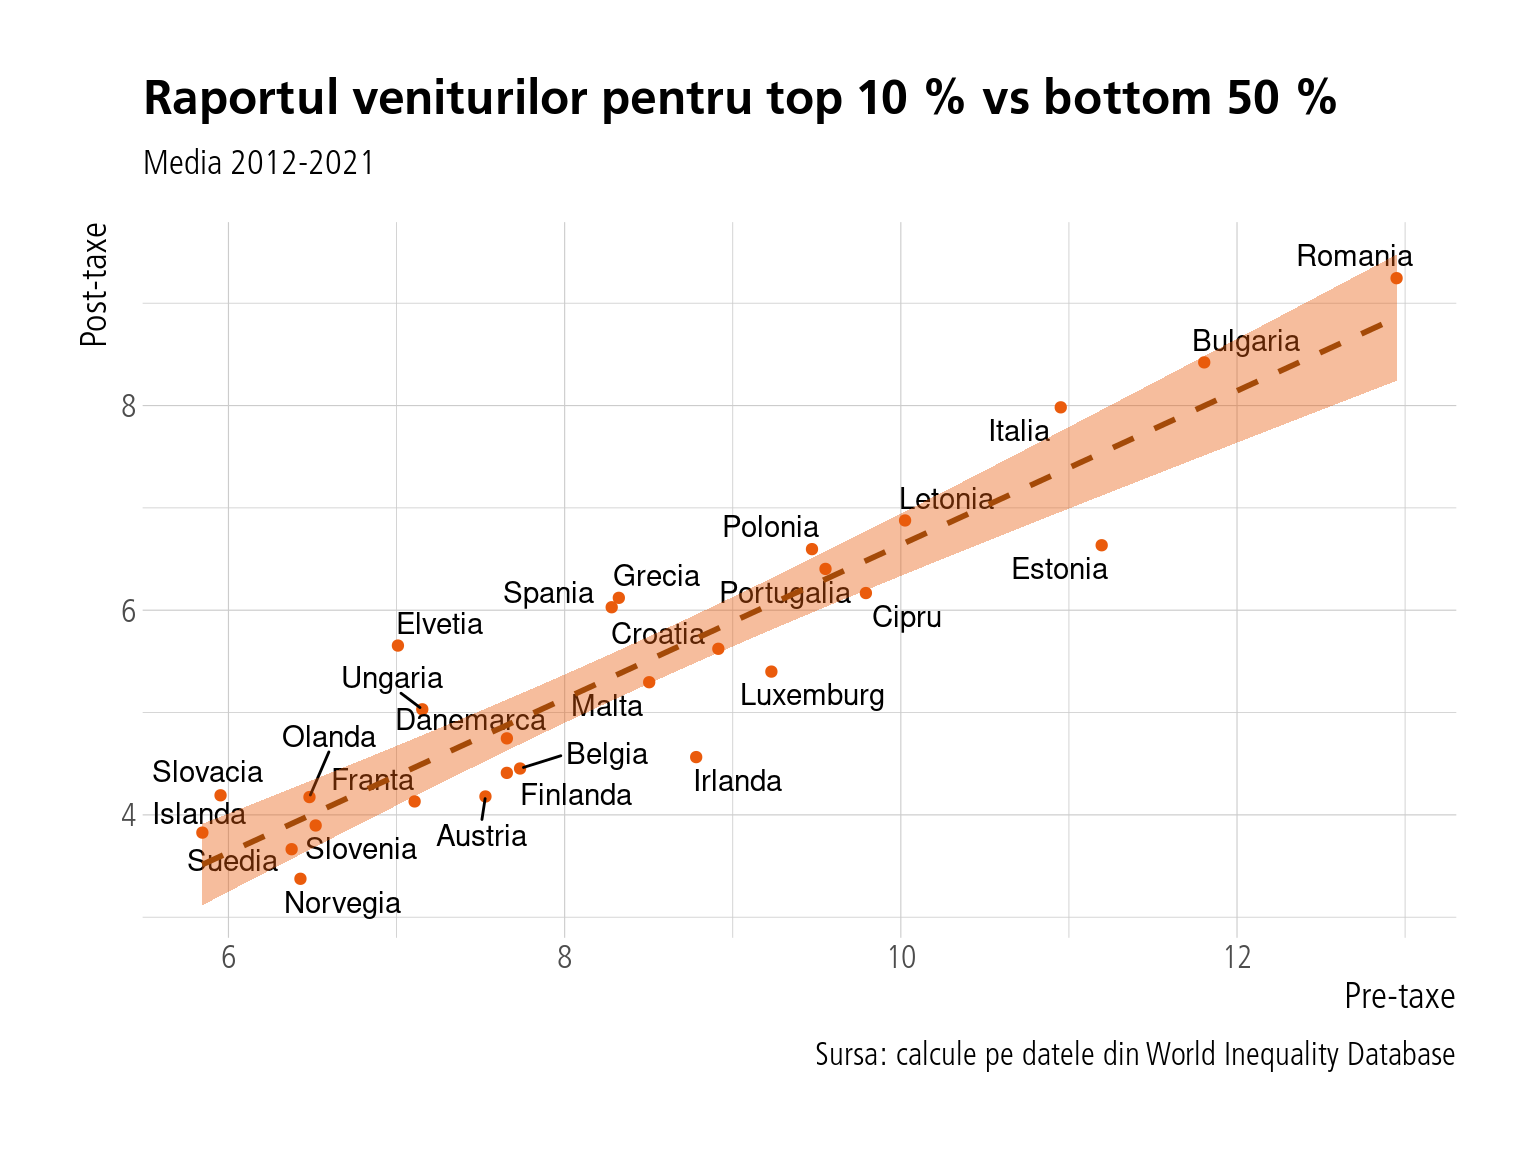 Raportul veniturilor pentru top 10 % vs bottom 50 %
Media 2012-2021
Post-taxe
Romania
Bulgaria
8
Italia
Letonia
Polonia
Estonia
Grecia
Spania
Portugalia
6
Cipru
Elvetia
Croatia
Ungaria
Luxemburg
Malta
Danemarca
Olanda
Belgia
Slovacia
Franta
Irlanda
Finlanda
4
Islanda
Austria
Slovenia
Suedia
Norvegia
6
8
10
12
Pre-taxe
Sursa: calcule pe datele din World Inequality Database